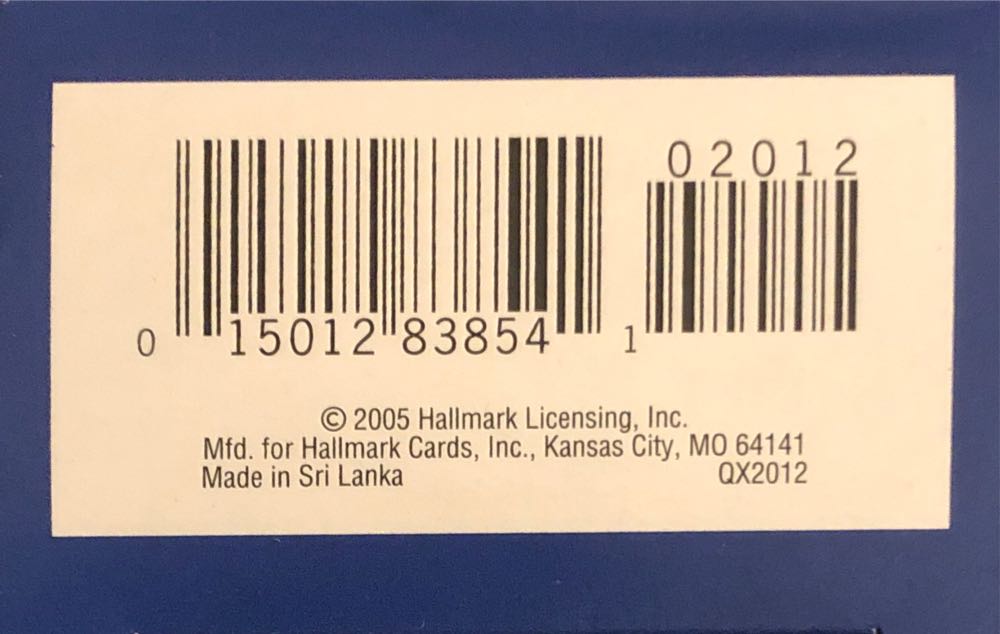 02012
0 15012 83854 1
© 2005 Hallmark Licensing, Inc.
Mfd. for Hallmark Cards, Inc., Kansas City, MO 64141
Made in Sri Lanka QX2012